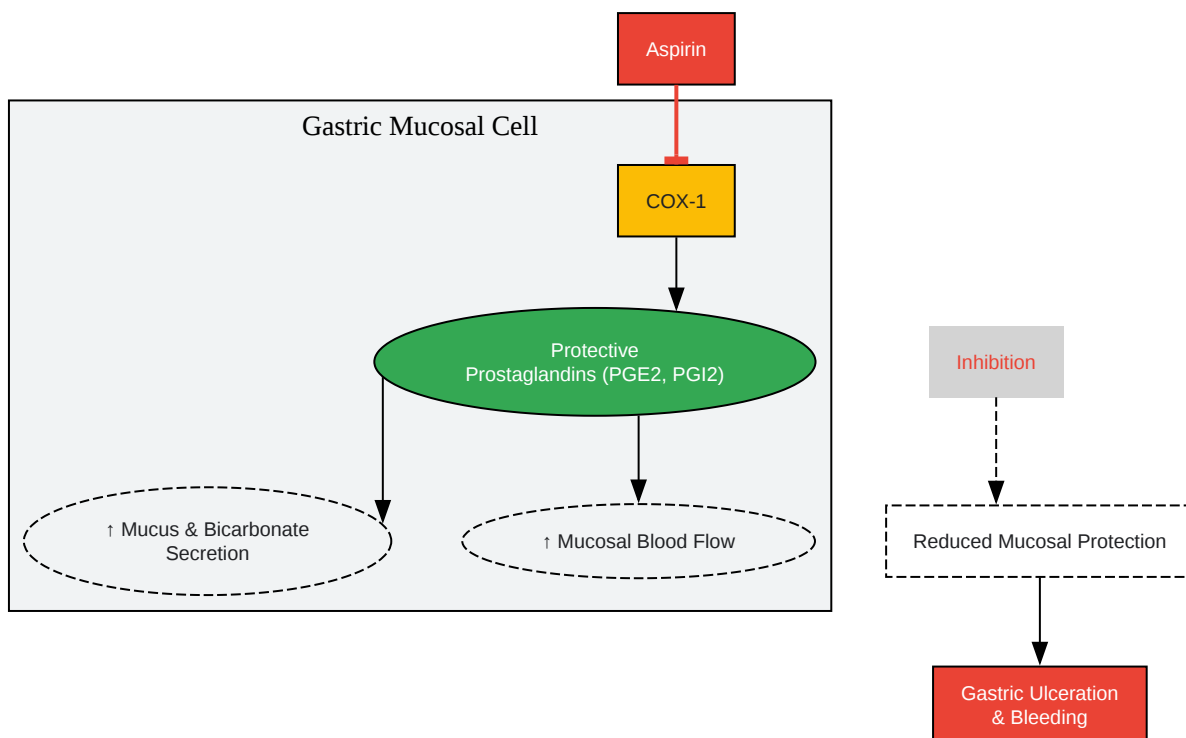 Aspirin
Gastric Mucosal Cell
COX-1
Protective
Prostaglandins (PGE2, PGI2)
Inhibition
↑ Mucus & Bicarbonate
Secretion
↑ Mucosal Blood Flow
Reduced Mucosal Protection
Gastric Ulceration
& Bleeding